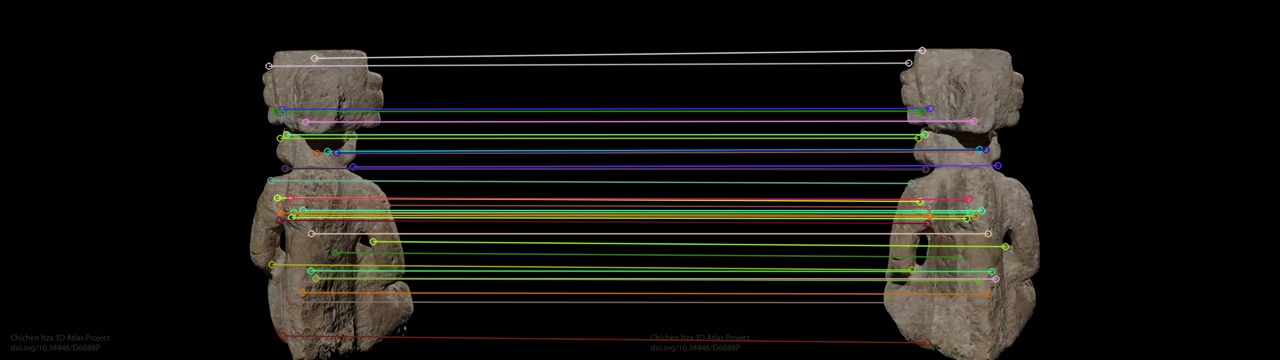 Chichen Itza 3D Atlas Project
doi.org/10.34946/D6B88P
Chichen Itza 3D Atlas Project
doi.org/10.34946/D6B88P